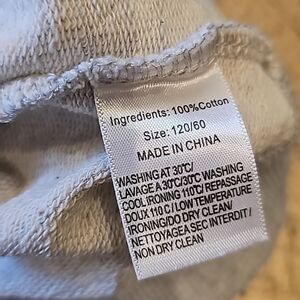 Ingredients: 100%Cotton
Size: 120/60
MADE IN CHINA
WASHING AT 30℃/
LAVAGE A 30℃/30℃ WASHING
COOL IRONING 110℃/ REPASSAGE
DOUX 110 C / LOW TEMPERATURE
IRONING/DO DRY CLEAN/
NETTOYAGEA SEC INTERDIT /
NON DRY CLEAN